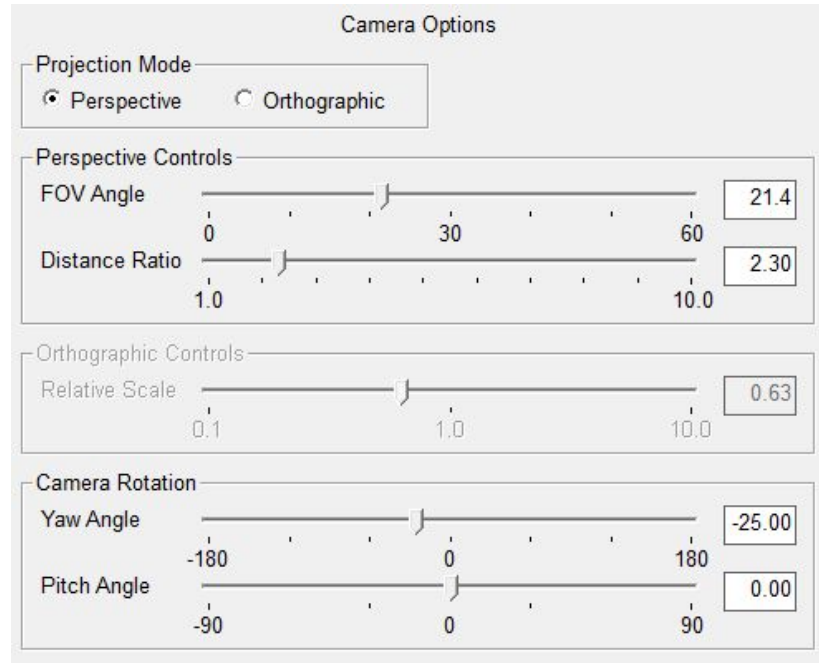 Camera Options
Projection Mode
Perspective Orthographic
Perspective Controls
FOV Angle 21.4
0 30 60
Distance Ratio 2.30
1.0 10.0
Orthographic Controls
Relative Scale 0.63
0.1 1.0 10.0
Camera Rotation
Yaw Angle -25.00
-180 0 180
Pitch Angle 0.00
-90 0 90